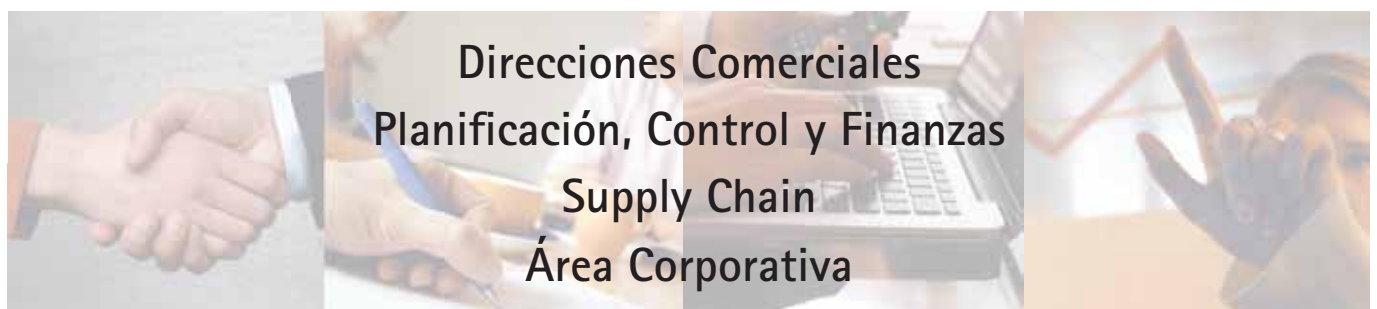 Direcciones Comerciales
Planificación, Control y Finanzas
Supply Chain
Área Corporativa